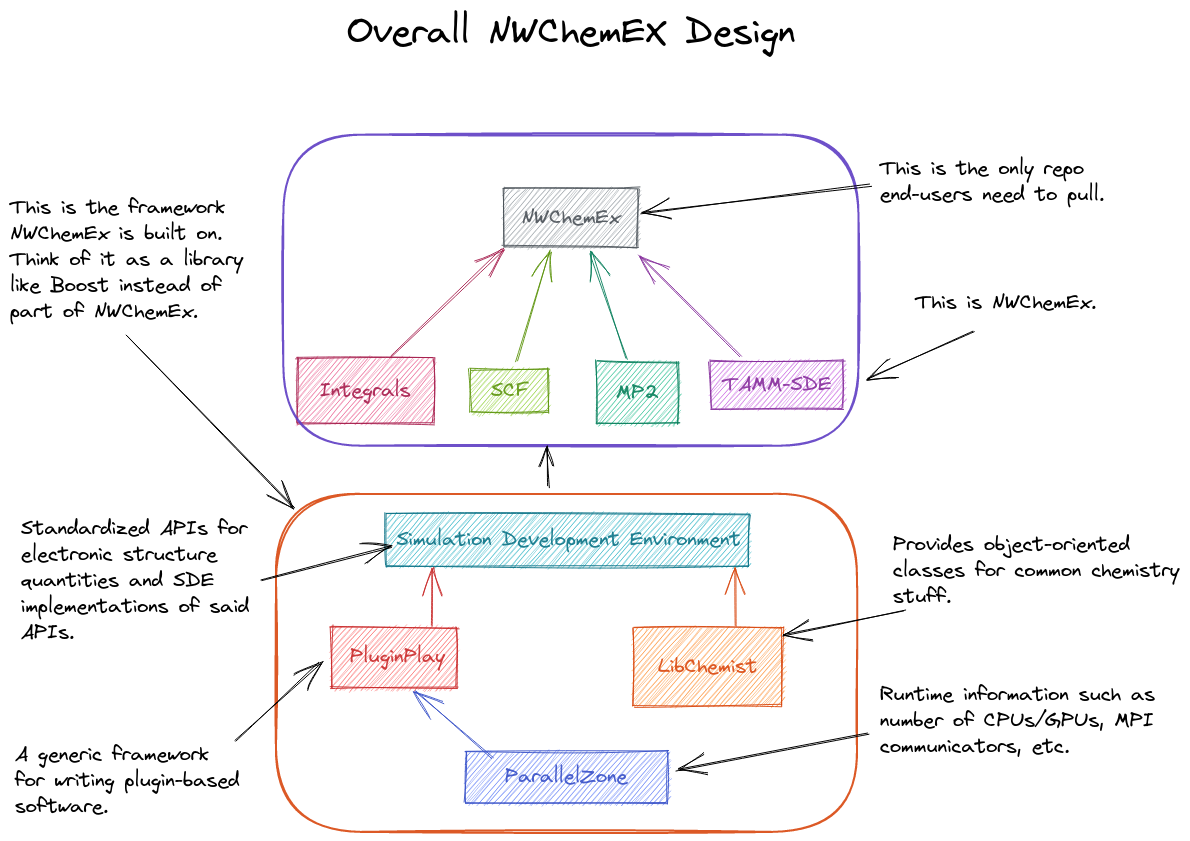 Overall NWChemEX Design
This is the only repo
end-users need to pull.
This is the framework
NWChemEx is built on.
Think of it as a library
like Boost instead of
part of NWChemEx.
NWChemEx
This is NWChemEx.
Integrals
SCF
MP2
TAMM-SDE
Standardized APIs for
electronic structure
quantities and SDE
implementations of said
APIs.
Simulation Development Environment
Provides object-oriented
classes for common chemistry
stuff.
PluginPlay
LibChemist
Runtime information such as
number of CPUs/GPUs, MPI
communicators, etc.
A generic framework
for writing plugin-based
software.
ParallelZone